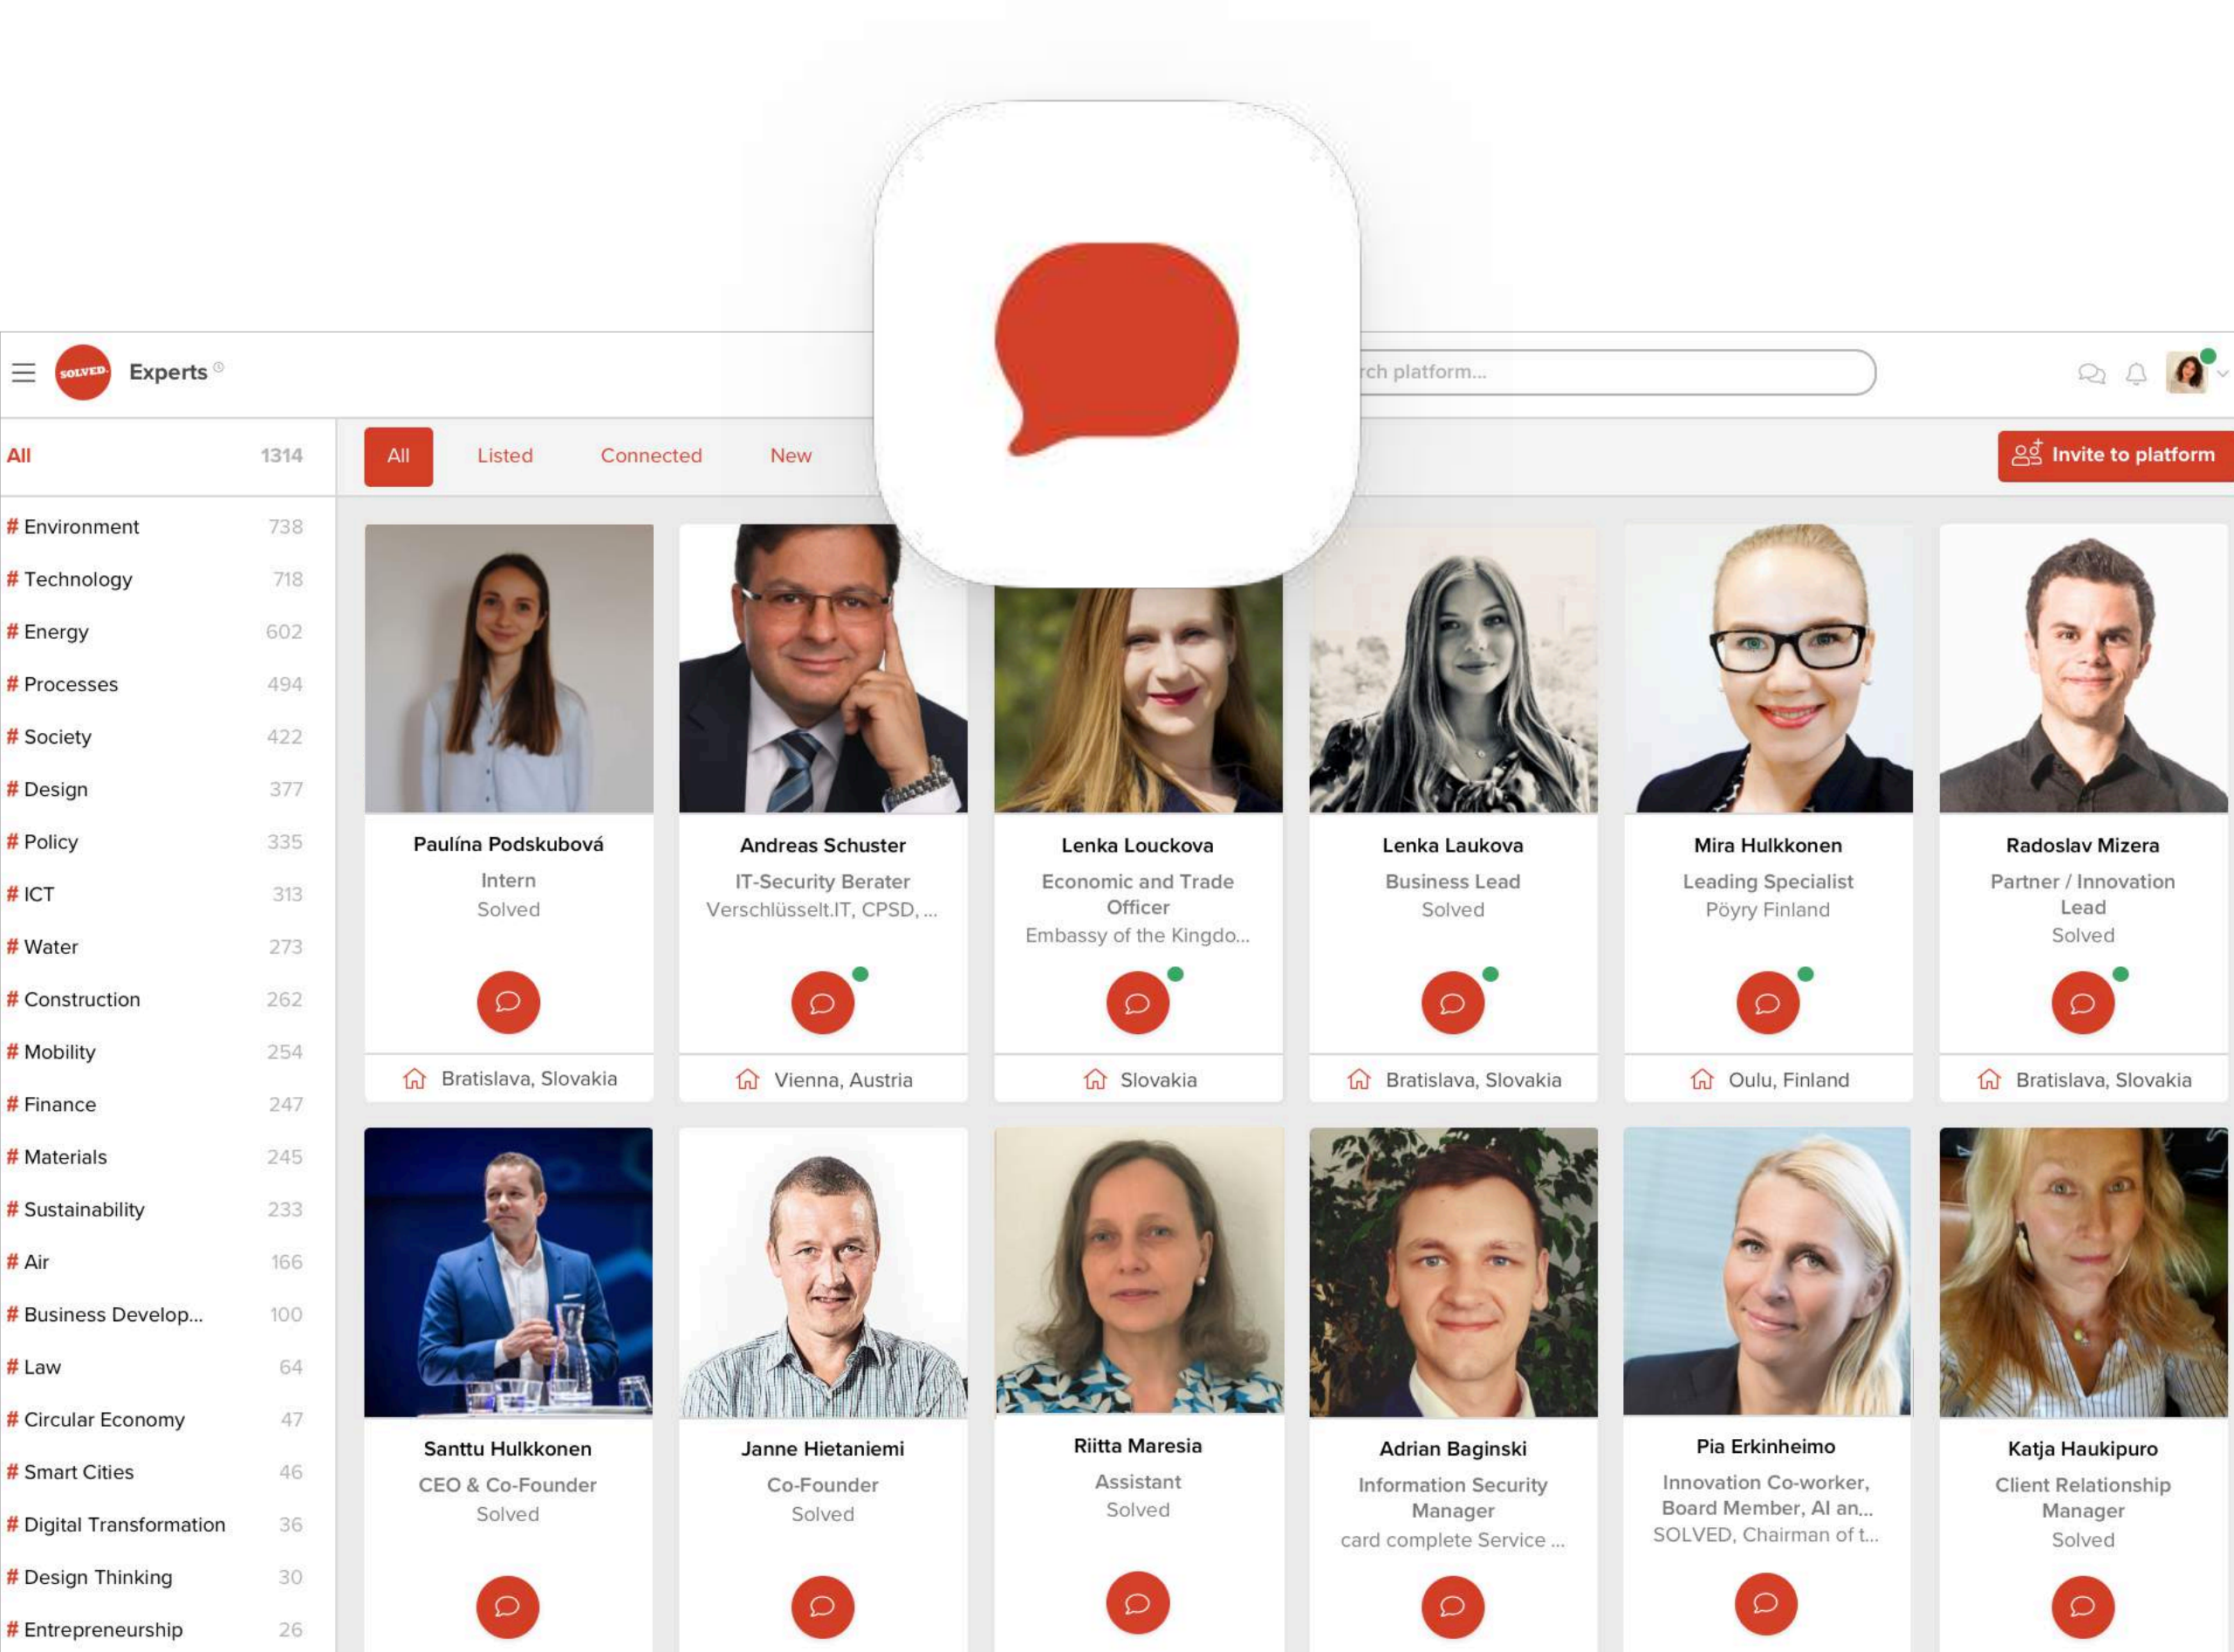 SOLVED.
Experts
rch platform...
All 1314
All Listed Connected New
Invite to platform
# Environment 738
# Technology 718
# Energy 602
# Processes 494
# Society 422
# Design 377
# Policy 335
# ICT 313
# Water 273
# Construction 262
# Mobility 254
# Finance 247
# Materials 245
# Sustainability 233
# Air 166
# Business Develop... 100
# Law 64
# Circular Economy 47
# Smart Cities 46
# Digital Transformation 36
# Design Thinking 30
# Entrepreneurship 26
Paulína Podskubová
Intern
Solved
Bratislava, Slovakia
Andreas Schuster
IT-Security Berater
Verschlüsselt.IT, CPSD, ...
Vienna, Austria
Lenka Louckova
Economic and Trade
Officer
Embassy of the Kingdo...
Slovakia
Lenka Laukova
Business Lead
Solved
Bratislava, Slovakia
Mira Hulkkonen
Leading Specialist
Pöyry Finland
Oulu, Finland
Radoslav Mizera
Partner / Innovation
Lead
Solved
Bratislava, Slovakia
Santtu Hulkkonen
CEO & Co-Founder
Solved
Janne Hietaniemi
Co-Founder
Solved
Riitta Maresia
Assistant
Solved
Adrian Baginski
Information Security
Manager
card complete Service ...
Pia Erkinheimo
Innovation Co-worker,
Board Member, AI an...
SOLVED, Chairman of t...
Katja Haukipuro
Client Relationship
Manager
Solved